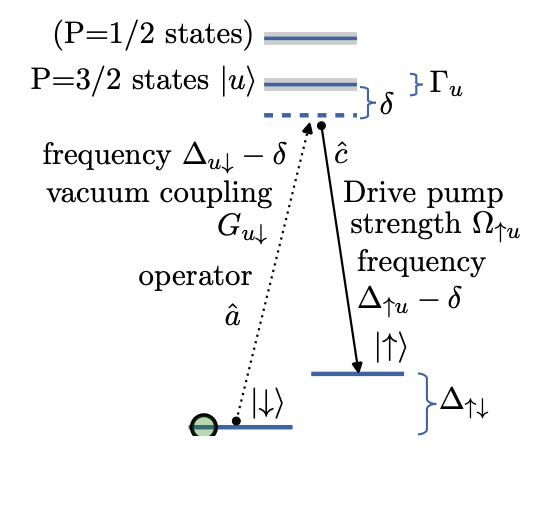 (P=1/2 states)
P=3/2 states |u⟩
Γ_u
δ
frequency Δ_{u↓} − δ
ĉ
vacuum coupling
Drive pump
G_{u↓}
strength Ω_{↑u}
operator
frequency
â
Δ_{↑u} − δ
|↑⟩
|↓⟩
Δ_{↑↓}